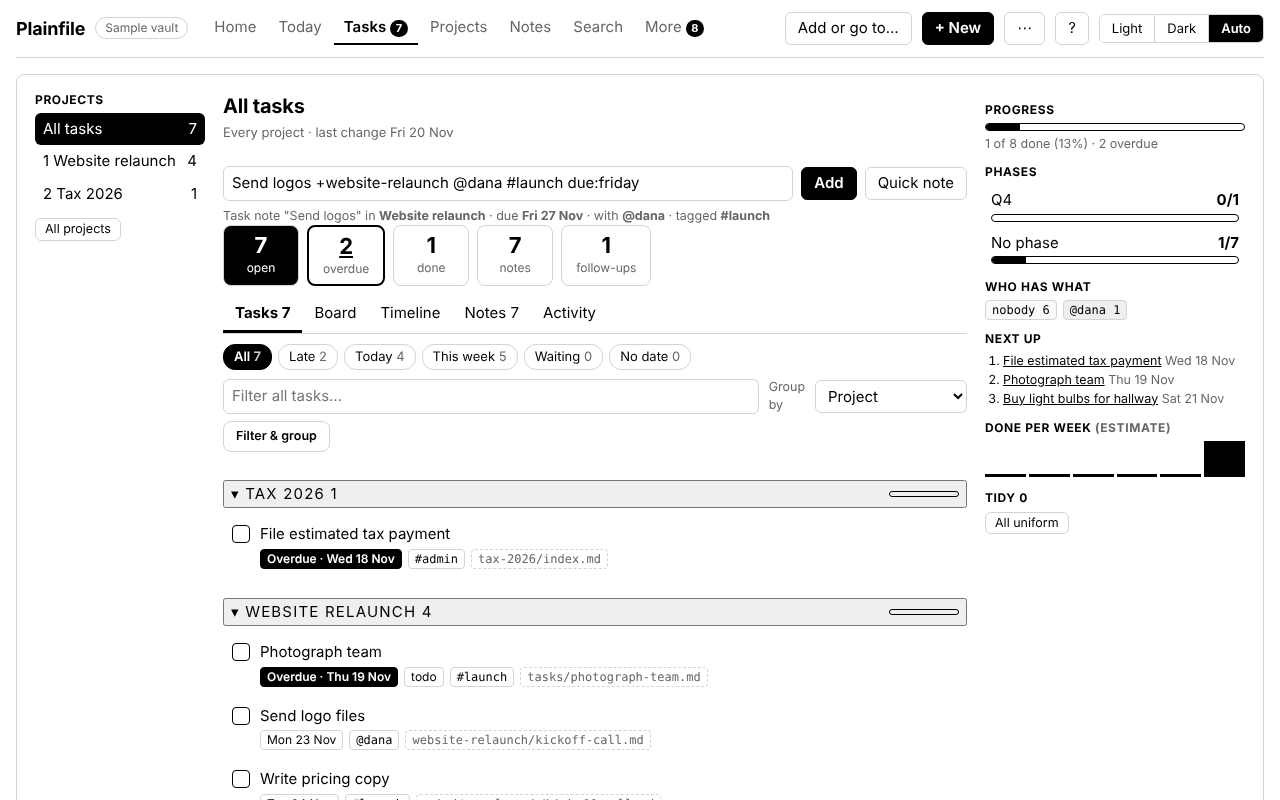 Plainfile Sample vault Home Today Tasks 7 Projects Notes Search More 8 Add or go to... + New ··· ? Light Dark Auto
PROJECTS
All tasks 7
1 Website relaunch 4
2 Tax 2026 1
All projects
All tasks
Every project · last change Fri 20 Nov
Send logos +website-relaunch @dana #launch due:friday Add Quick note
Task note "Send logos" in Website relaunch · due Fri 27 Nov · with @dana · tagged #launch
7 open
2 overdue
1 done
7 notes
1 follow-ups
Tasks 7 Board Timeline Notes 7 Activity
All 7 Late 2 Today 4 This week 5 Waiting 0 No date 0
Filter all tasks... Group by Project
Filter & group
▾ TAX 2026 1
File estimated tax payment
Overdue · Wed 18 Nov #admin tax-2026/index.md
▾ WEBSITE RELAUNCH 4
Photograph team
Overdue · Thu 19 Nov todo #launch tasks/photograph-team.md
Send logo files
Mon 23 Nov @dana website-relaunch/kickoff-call.md
Write pricing copy
PROGRESS
1 of 8 done (13%) · 2 overdue
PHASES
Q4 0/1
No phase 1/7
WHO HAS WHAT
nobody 6 @dana 1
NEXT UP
1. File estimated tax payment Wed 18 Nov
2. Photograph team Thu 19 Nov
3. Buy light bulbs for hallway Sat 21 Nov
DONE PER WEEK (ESTIMATE)
TIDY 0
All uniform